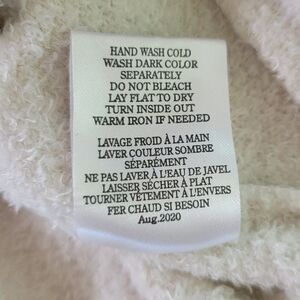 HAND WASH COLD
WASH DARK COLOR
SEPARATELY
DO NOT BLEACH
LAY FLAT TO DRY
TURN INSIDE OUT
WARM IRON IF NEEDED
LAVAGE FROID À LA MAIN
LAVER COULEUR SOMBRE
SÉPARÉMENT
NE PAS LAVER À L'EAU DE JAVEL
LAISSER SÉCHER À PLAT
TOURNER VÊTEMENT À L'ENVERS
FER CHAUD SI BESOIN
Aug.2020